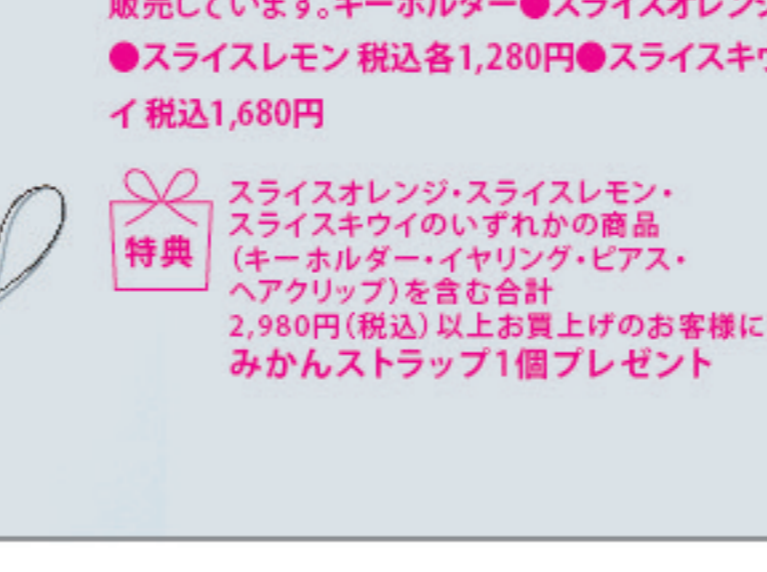 販売しています。キーホルダー●スライスオレンジ
●スライスレモン 税込各1,280円●スライスキウ
イ 税込1,680円
特典
スライスオレンジ・スライスレモン・
スライスキウイのいずれかの商品
(キーホルダー・イヤリング・ピアス・
ヘアクリップ)を含む合計
2,980円(税込)以上お買上げのお客様に
みかんストラップ1個プレゼント